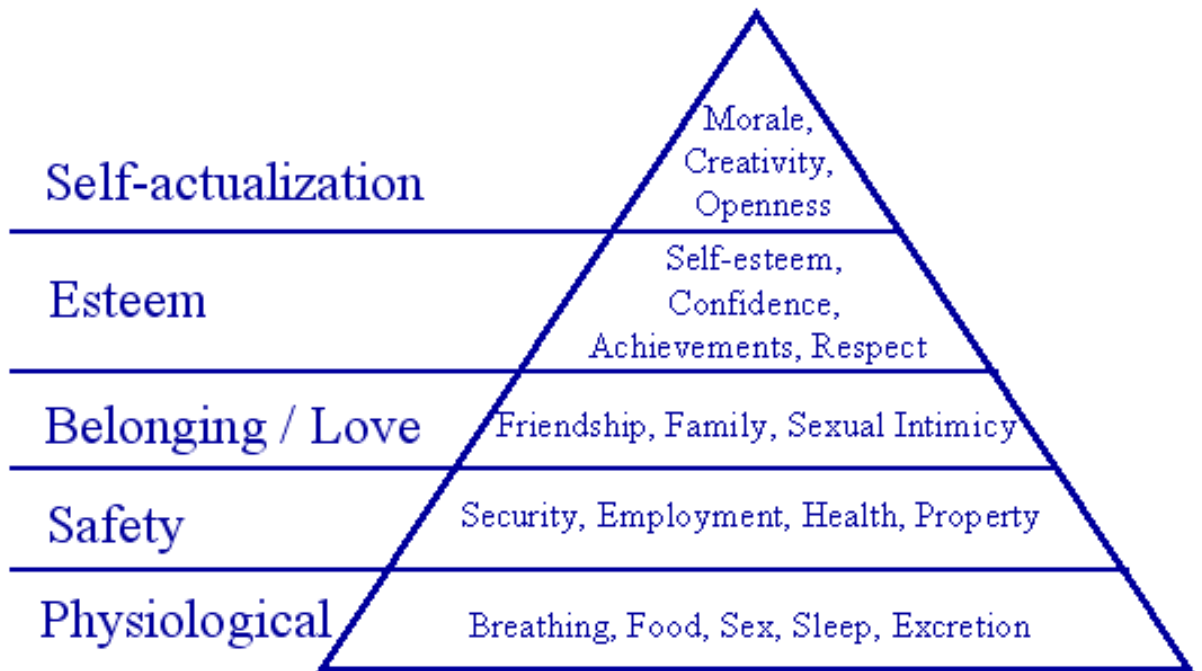 Morale,
Creativity,
Self-actualization
Openness
Self-esteem,
Esteem
Confidence,
Achievements, Respect
Belonging / Love
Friendship, Family, Sexual Intimicy
Safety
Security, Employment, Health, Property
Physiological
Breathing, Food, Sex, Sleep, Excretion